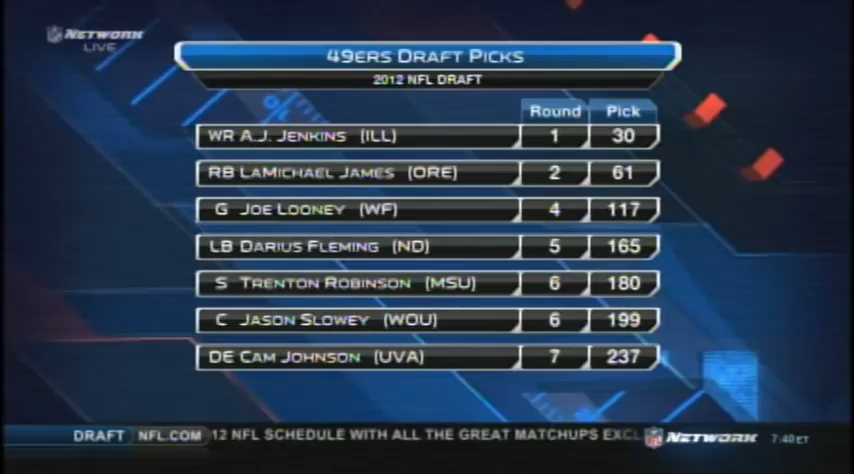 NFL NETWORK
LIVE
49ERS DRAFT PICKS
2012 NFL DRAFT
Round Pick
WR A.J. JENKINS (ILL) 1 30
RB LAMICHAEL JAMES (ORE) 2 61
G JOE LOONEY (WF) 4 117
LB DARIUS FLEMING (ND) 5 165
S TRENTON ROBINSON (MSU) 6 180
C JASON SLOWEY (WOU) 6 199
DE CAM JOHNSON (UVA) 7 237
DRAFT NFL.COM 12 NFL SCHEDULE WITH ALL THE GREAT MATCHUPS EXCL NFL NETWORK 7:40 ET